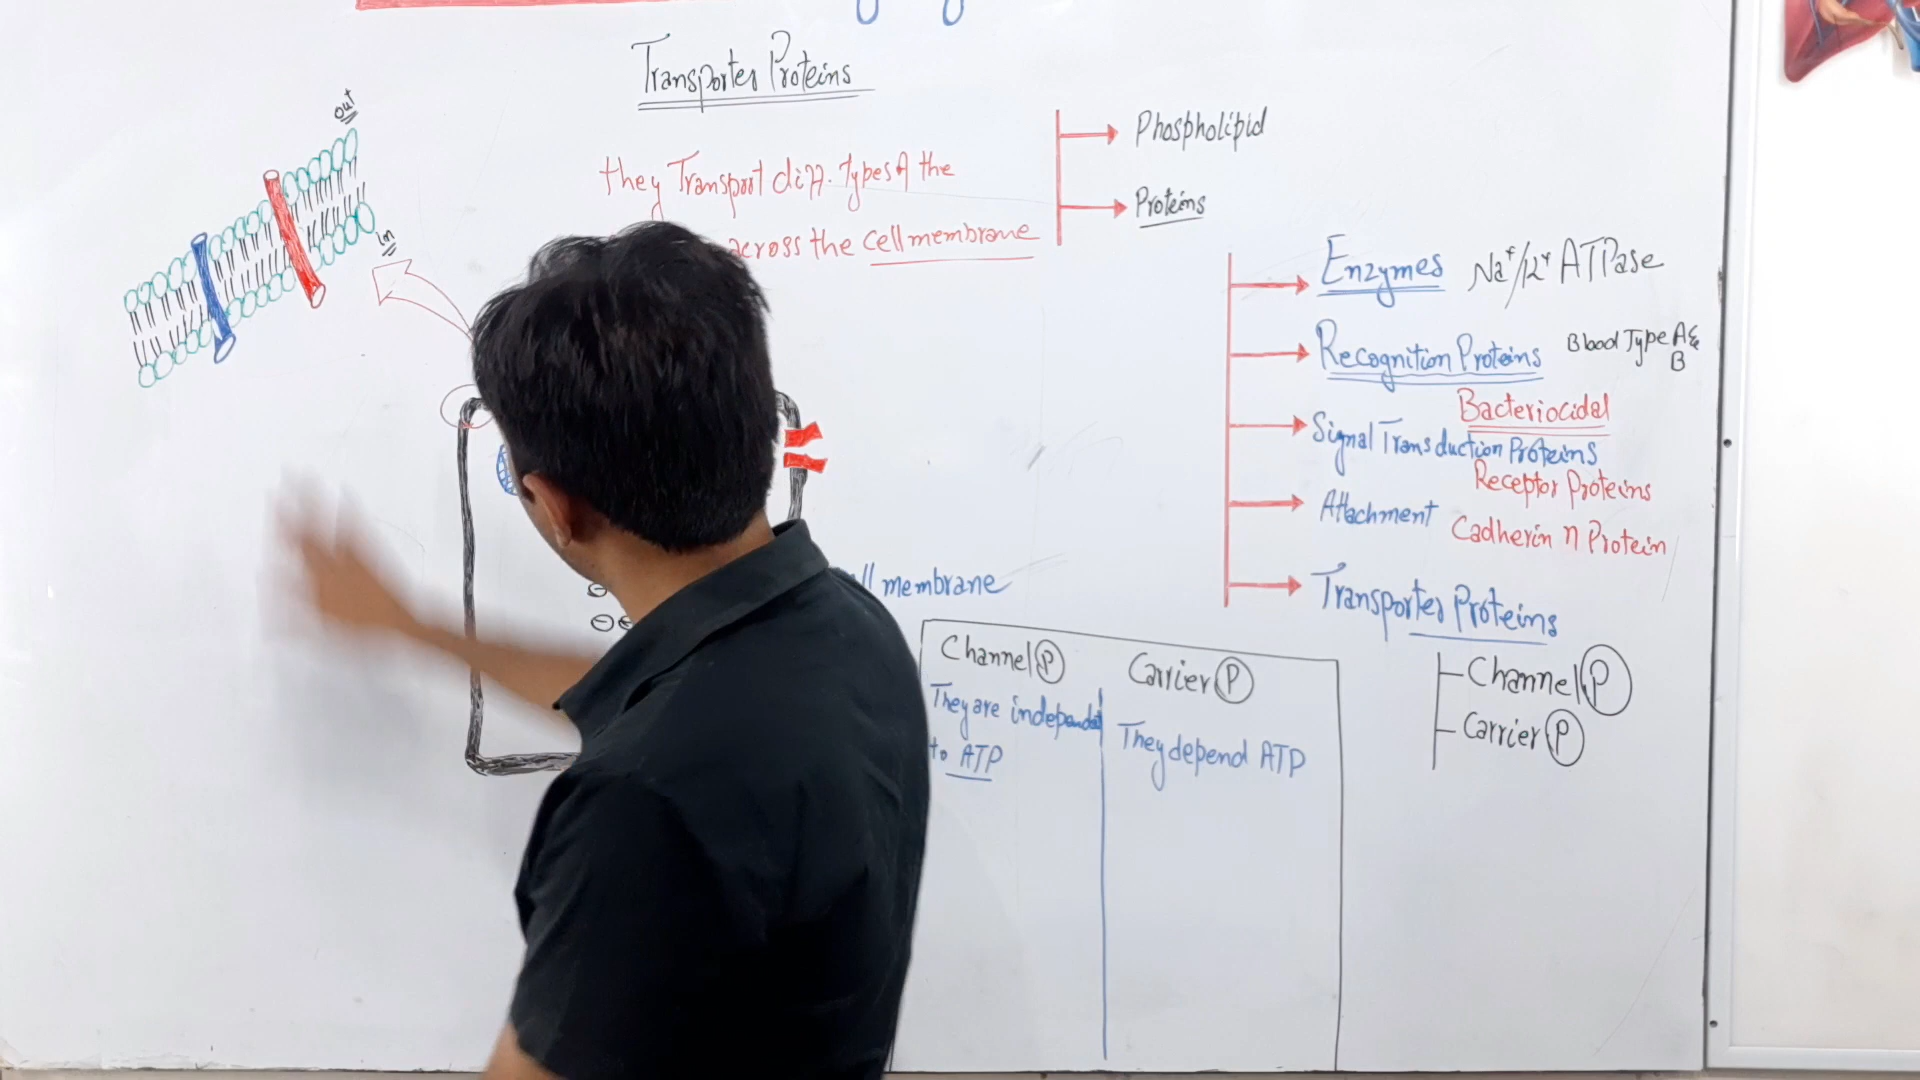 Transporter Proteins
they Transport diff. types of the
across the cell membrane
out
in
Phospholipid
Proteins
Enzymes Na+/K+ ATPase
Recognition Proteins Blood Type A &
B
Bacteriocidal
Signal Transduction Proteins
Receptor Proteins
Attachment Cadherin n Protein
Transporter Proteins
Channel P
Carrier P
ll membrane
Channel P
They are independent
to ATP
Carrier P
They depend ATP